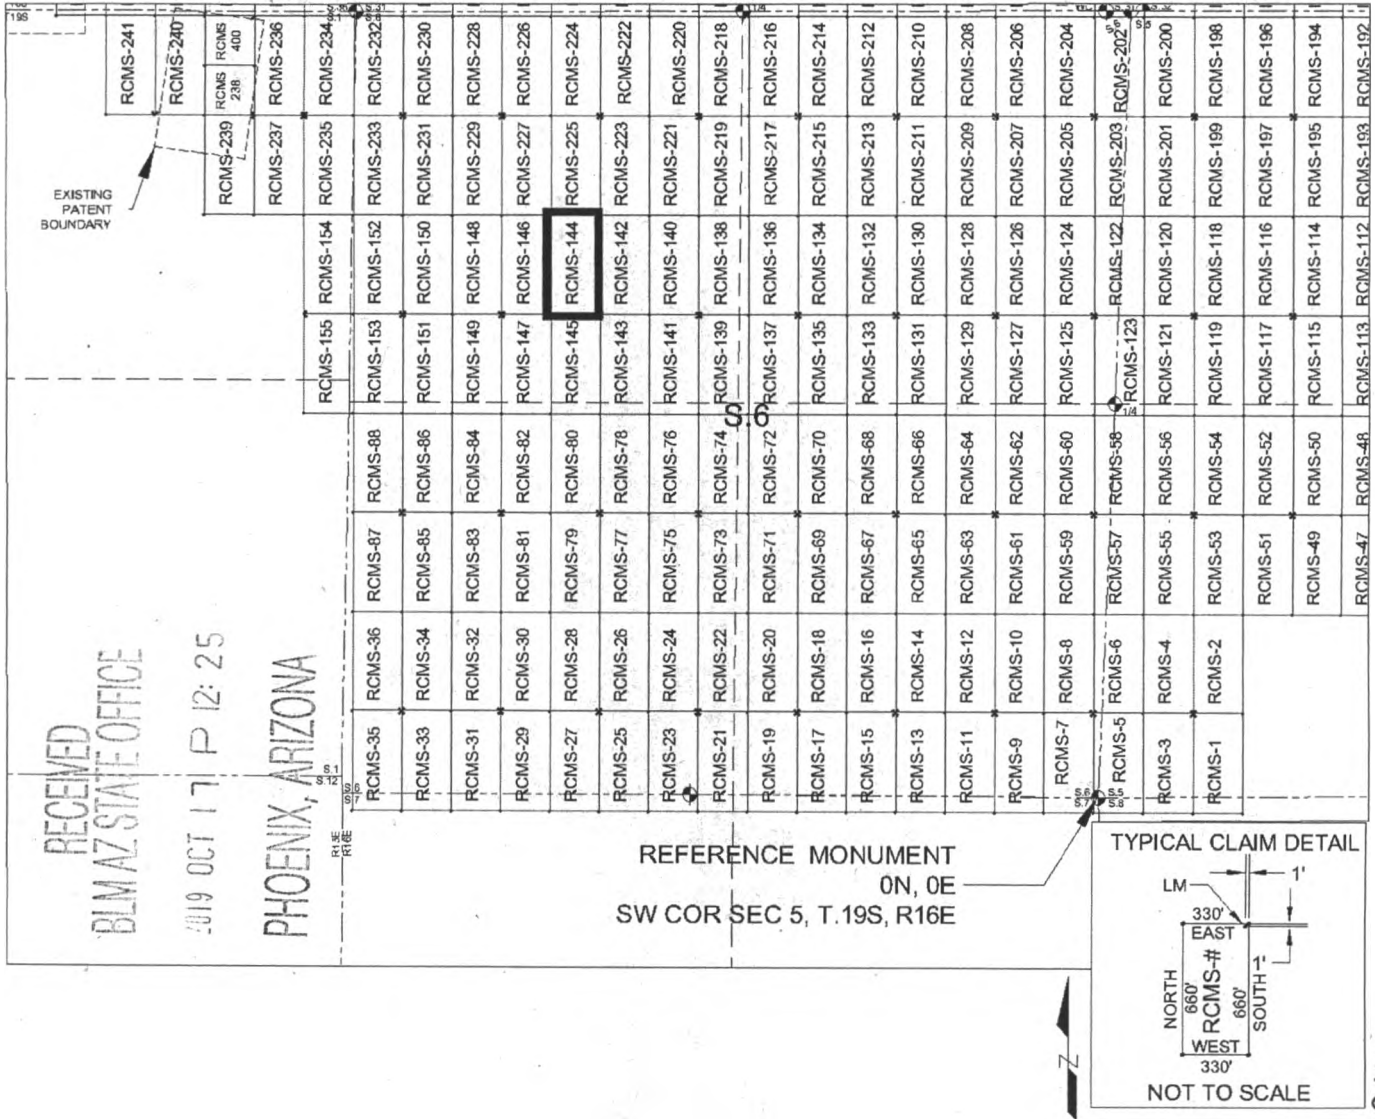 T19S
S.36 S.31
S.1 S.6
1/4
WC
S.6 S.5
RCMS-241
RCMS-240
RCMS 400
RCMS 238
RCMS-236
RCMS-234
RCMS-232
RCMS-230
RCMS-228
RCMS-226
RCMS-224
RCMS-222
RCMS-220
RCMS-218
RCMS-216
RCMS-214
RCMS-212
RCMS-210
RCMS-208
RCMS-206
RCMS-204
RCMS-202
RCMS-200
RCMS-198
RCMS-196
RCMS-194
RCMS-192
RCMS-239
RCMS-237
RCMS-235
RCMS-233
RCMS-231
RCMS-229
RCMS-227
RCMS-225
RCMS-223
RCMS-221
RCMS-219
RCMS-217
RCMS-215
RCMS-213
RCMS-211
RCMS-209
RCMS-207
RCMS-205
RCMS-203
RCMS-201
RCMS-199
RCMS-197
RCMS-195
RCMS-193
EXISTING
PATENT
BOUNDARY
RCMS-154
RCMS-152
RCMS-150
RCMS-148
RCMS-146
RCMS-144
RCMS-142
RCMS-140
RCMS-138
RCMS-136
RCMS-134
RCMS-132
RCMS-130
RCMS-128
RCMS-126
RCMS-124
RCMS-122
RCMS-120
RCMS-118
RCMS-116
RCMS-114
RCMS-112
RCMS-155
RCMS-153
RCMS-151
RCMS-149
RCMS-147
RCMS-145
RCMS-143
RCMS-141
RCMS-139
RCMS-137
RCMS-135
RCMS-133
RCMS-131
RCMS-129
RCMS-127
RCMS-125
RCMS-123
RCMS-121
RCMS-119
RCMS-117
RCMS-115
RCMS-113
S.6
1/4
RCMS-88
RCMS-86
RCMS-84
RCMS-82
RCMS-80
RCMS-78
RCMS-76
RCMS-74
RCMS-72
RCMS-70
RCMS-68
RCMS-66
RCMS-64
RCMS-62
RCMS-60
RCMS-58
RCMS-56
RCMS-54
RCMS-52
RCMS-50
RCMS-48
RCMS-87
RCMS-85
RCMS-83
RCMS-81
RCMS-79
RCMS-77
RCMS-75
RCMS-73
RCMS-71
RCMS-69
RCMS-67
RCMS-65
RCMS-63
RCMS-61
RCMS-59
RCMS-57
RCMS-55
RCMS-53
RCMS-51
RCMS-49
RCMS-47
RCMS-36
RCMS-34
RCMS-32
RCMS-30
RCMS-28
RCMS-26
RCMS-24
RCMS-22
RCMS-20
RCMS-18
RCMS-16
RCMS-14
RCMS-12
RCMS-10
RCMS-8
RCMS-6
RCMS-4
RCMS-2
RCMS-35
RCMS-33
RCMS-31
RCMS-29
RCMS-27
RCMS-25
RCMS-23
RCMS-21
RCMS-19
RCMS-17
RCMS-15
RCMS-13
RCMS-11
RCMS-9
RCMS-7
RCMS-5
RCMS-3
RCMS-1
RECEIVED
BLM AZ STATE OFFICE
2019 OCT 17 P 12:25
PHOENIX, ARIZONA
S.1
S.12
S.6
S.7
R15E
R16E
S.6 S.5
S.7 S.8
REFERENCE MONUMENT
0N, 0E
SW COR SEC 5, T.19S, R16E
Z
TYPICAL CLAIM DETAIL
1'
LM
330'
EAST
NORTH
660'
RCMS-#
660'
SOUTH
1'
WEST
330'
NOT TO SCALE